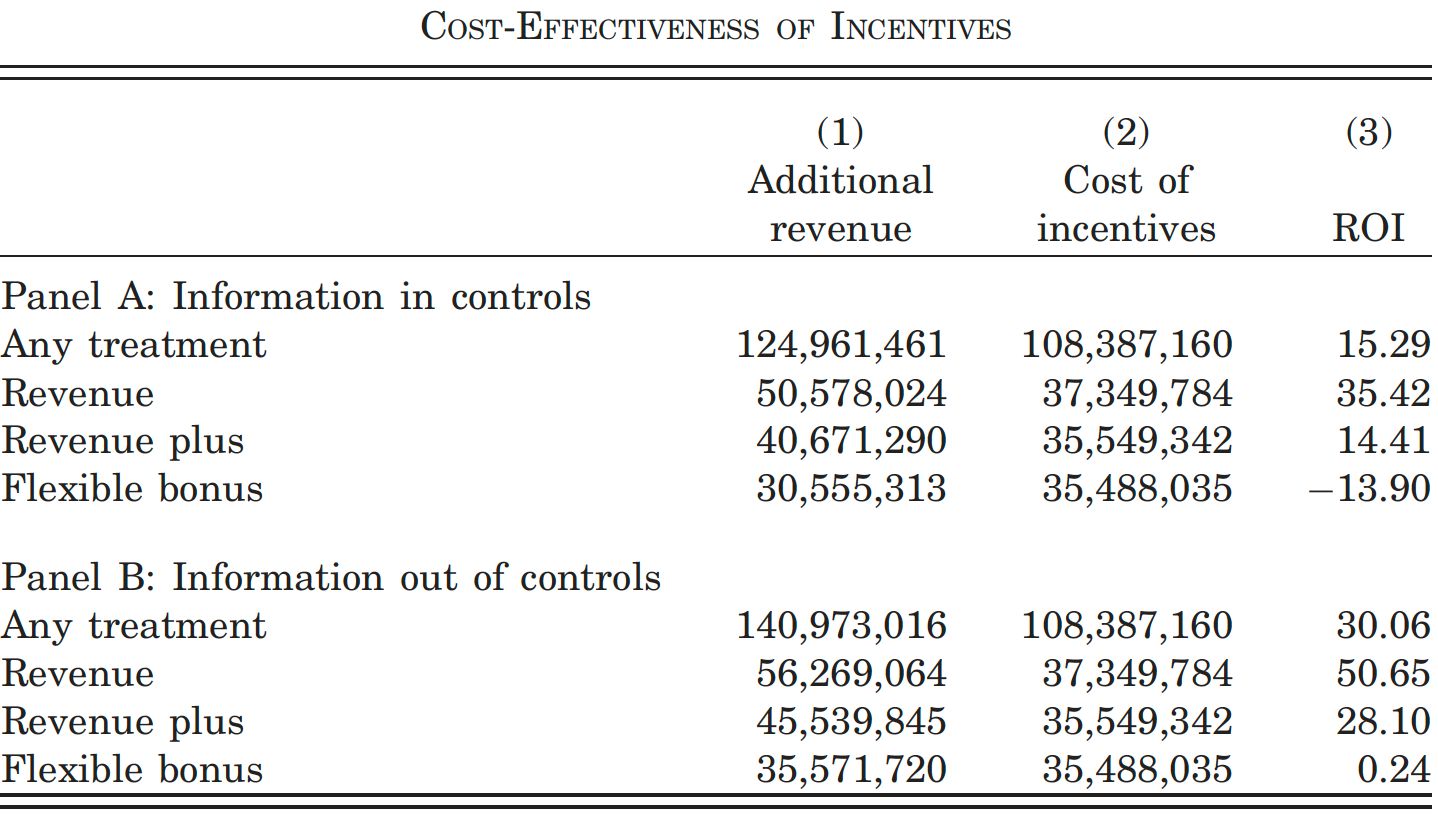 COST-EFFECTIVENESS OF INCENTIVES
(1) (2) (3)
Additional Cost of
revenue incentives ROI
Panel A: Information in controls
Any treatment 124,961,461 108,387,160 15.29
Revenue 50,578,024 37,349,784 35.42
Revenue plus 40,671,290 35,549,342 14.41
Flexible bonus 30,555,313 35,488,035 −13.90
Panel B: Information out of controls
Any treatment 140,973,016 108,387,160 30.06
Revenue 56,269,064 37,349,784 50.65
Revenue plus 45,539,845 35,549,342 28.10
Flexible bonus 35,571,720 35,488,035 0.24